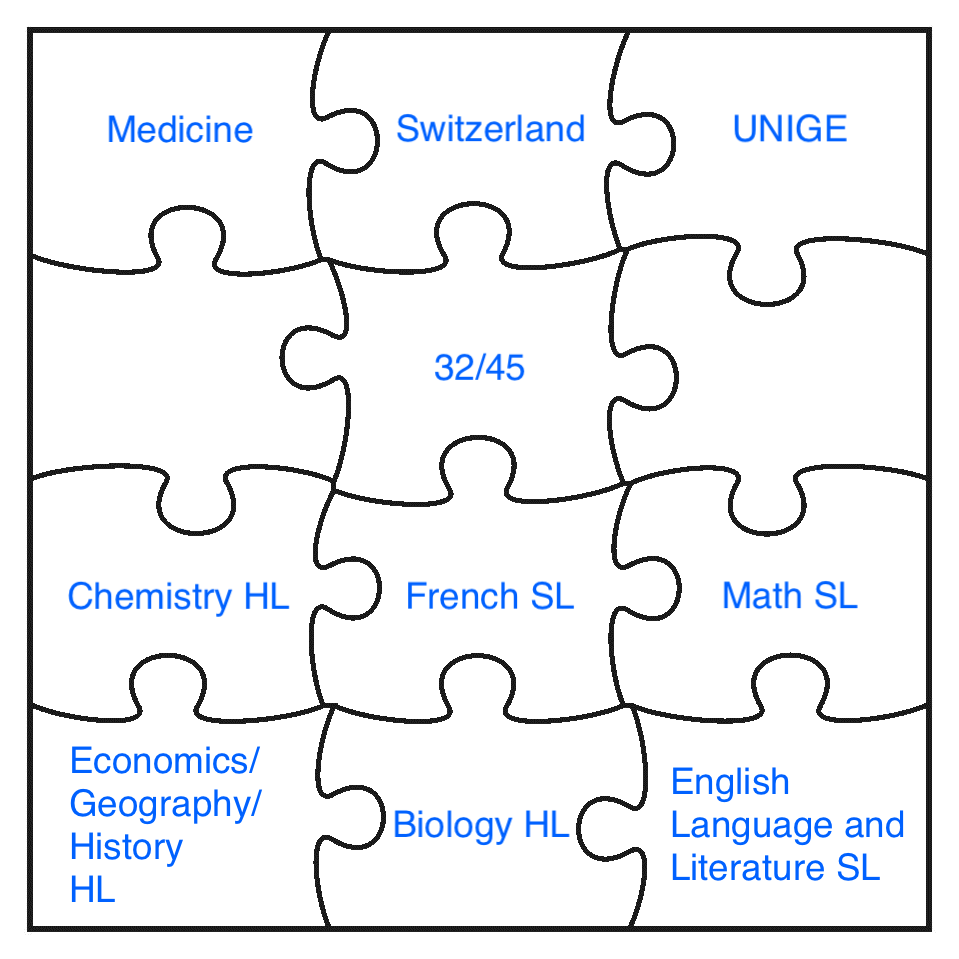 Medicine
Switzerland
UNIGE
32/45
Chemistry HL
French SL
Math SL
Economics/
Geography/
History
HL
Biology HL
English
Language and
Literature SL